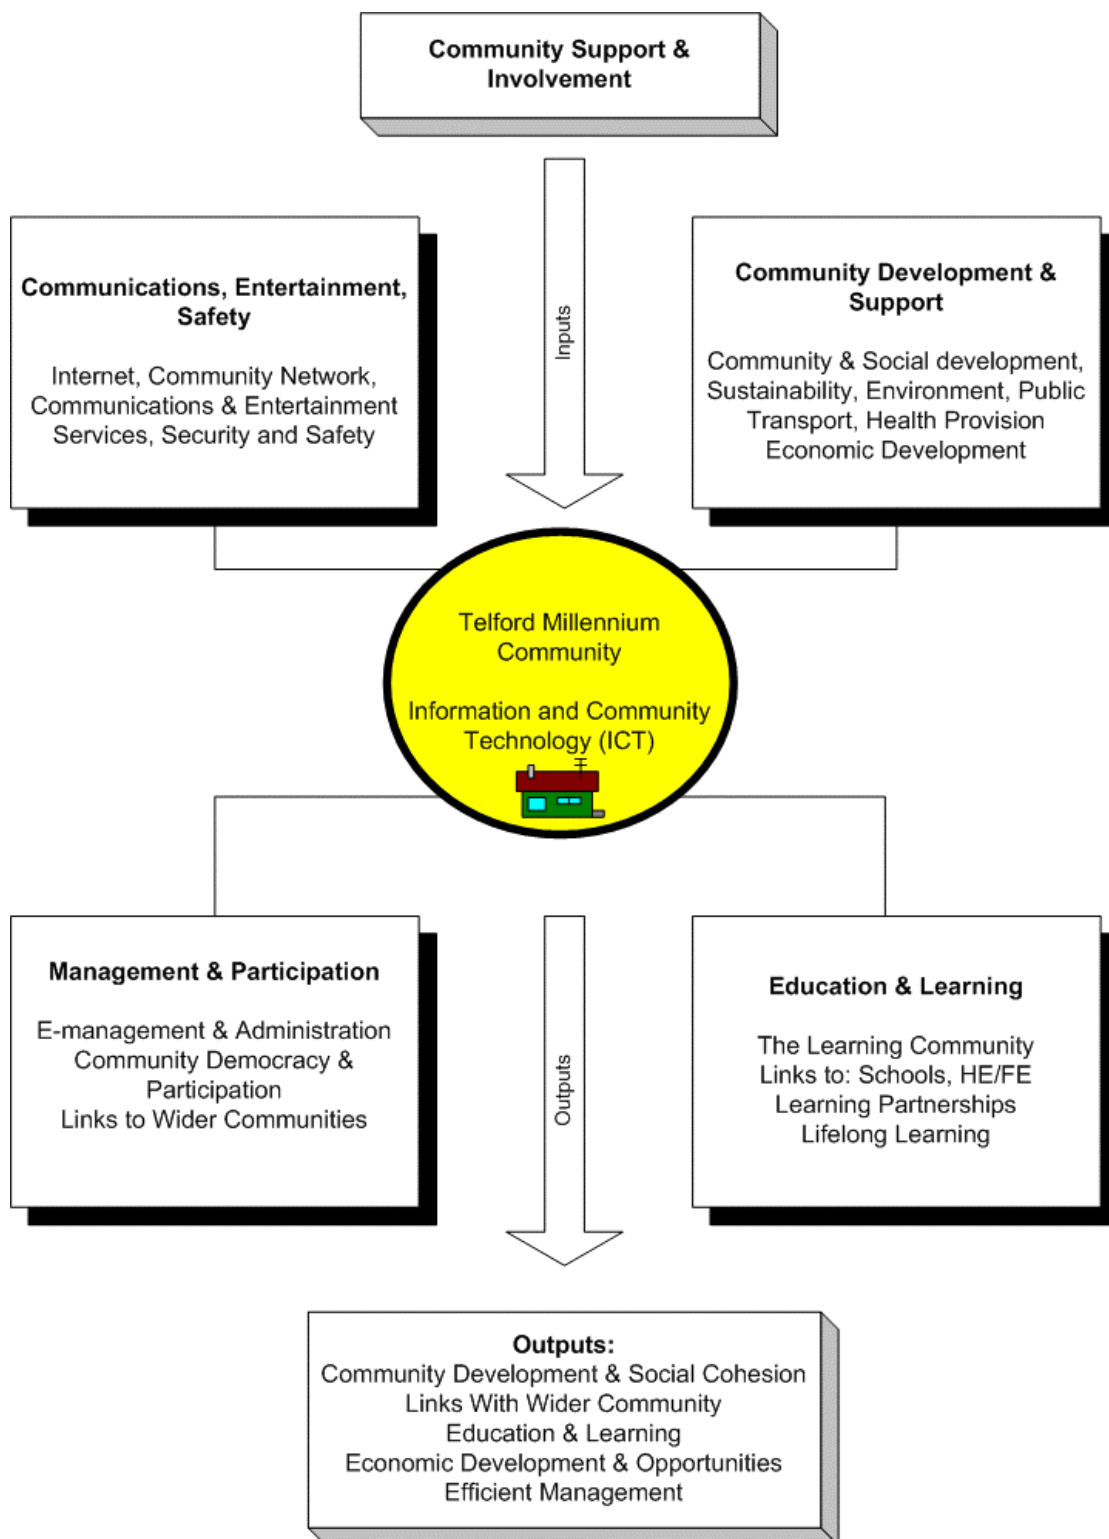 Community Support &
Involvement
Inputs
Communications, Entertainment,
Safety
Internet, Community Network,
Communications & Entertainment
Services, Security and Safety
Community Development &
Support
Community & Social development,
Sustainability, Environment, Public
Transport, Health Provision
Economic Development
Telford Millennium
Community
Information and Community
Technology (ICT)
Management & Participation
E-management & Administration
Community Democracy &
Participation
Links to Wider Communities
Outputs
Education & Learning
The Learning Community
Links to: Schools, HE/FE
Learning Partnerships
Lifelong Learning
Outputs:
Community Development & Social Cohesion
Links With Wider Community
Education & Learning
Economic Development & Opportunities
Efficient Management